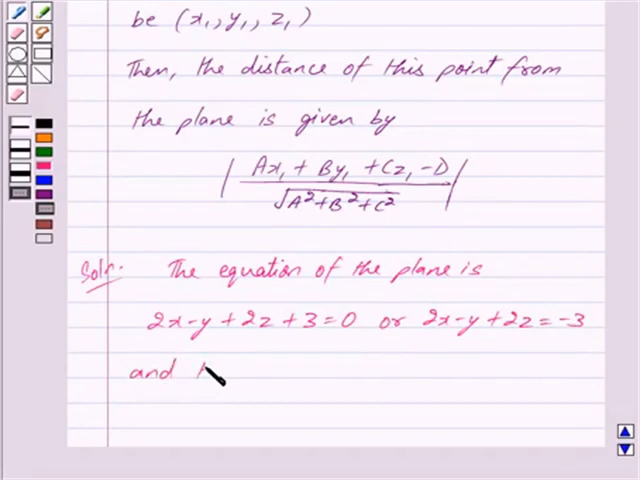 be (x₁, y₁, z₁)
Then, the distance of this point from
the plane is given by
| Ax₁ + By₁ + Cz₁ - D / √A²+B²+C² |
Soln. The equation of the plane is
2x-y+2z+3=0 or 2x-y+2z=-3
and